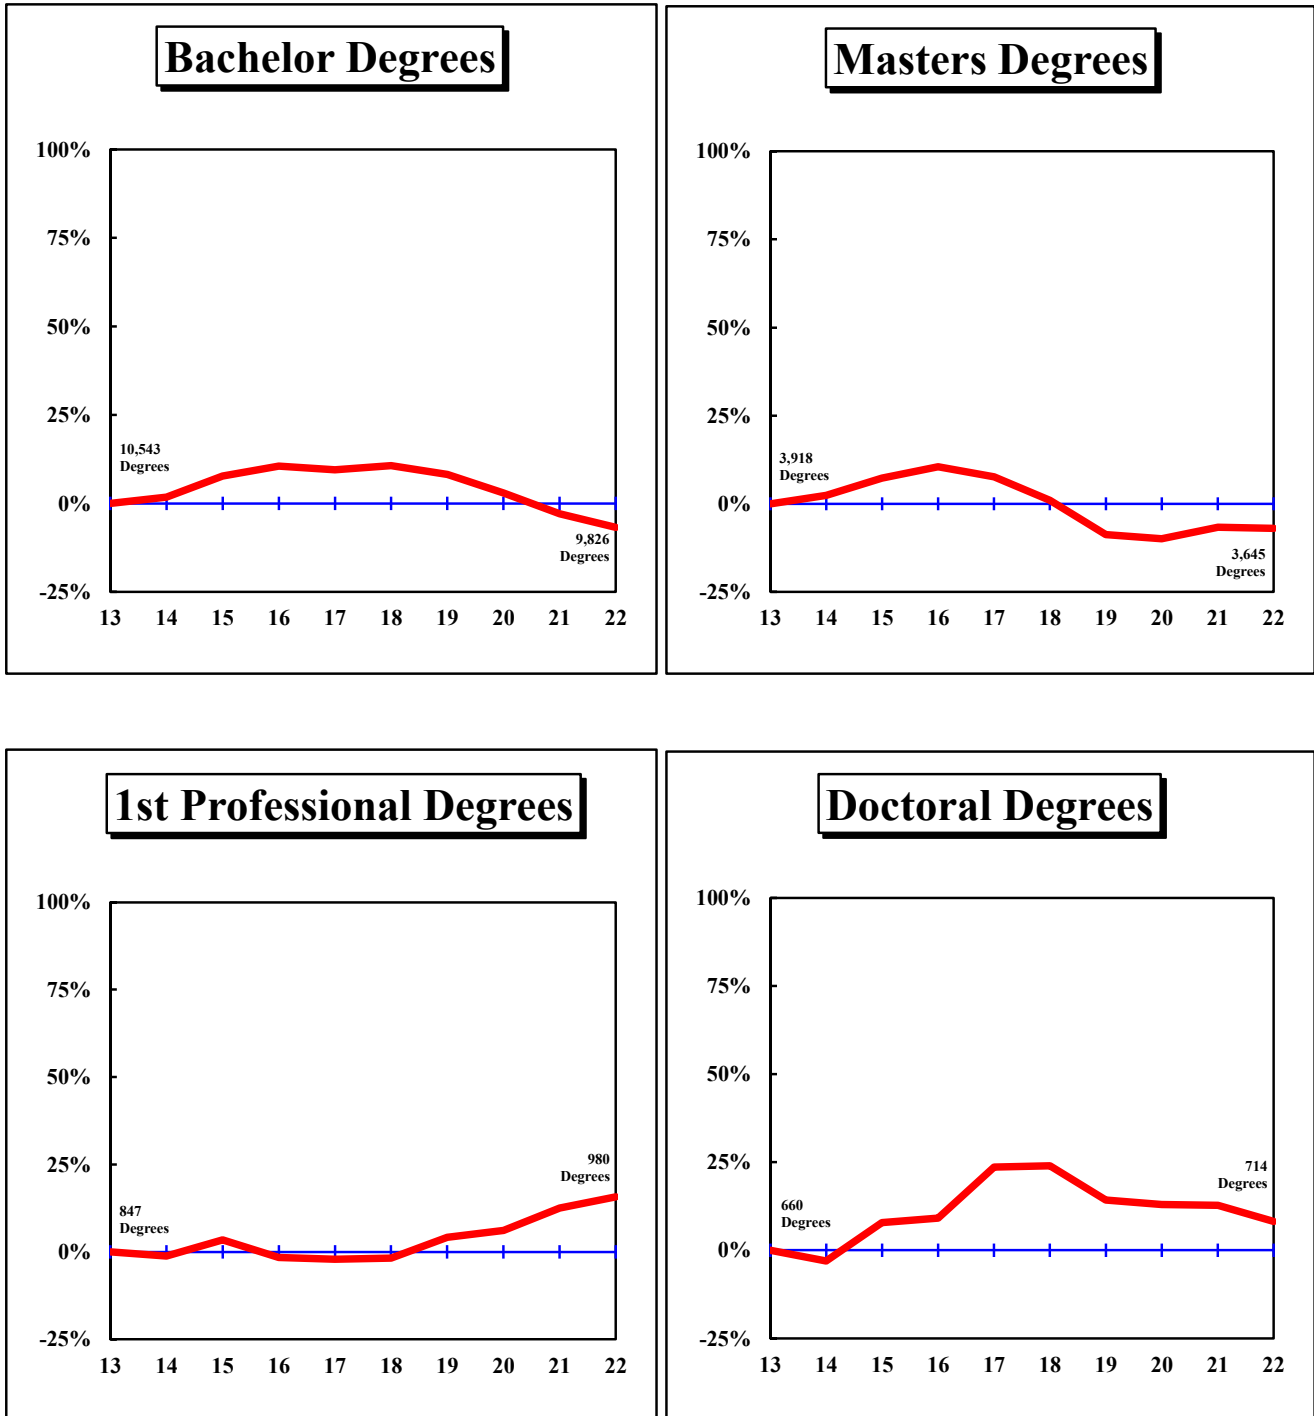 Bachelor Degrees
100%
75%
50%
25%
0%
-25%
10,543
Degrees
9,826
Degrees
13 14 15 16 17 18 19 20 21 22
Masters Degrees
100%
75%
50%
25%
0%
-25%
3,918
Degrees
3,645
Degrees
13 14 15 16 17 18 19 20 21 22
1st Professional Degrees
100%
75%
50%
25%
0%
-25%
847
Degrees
980
Degrees
13 14 15 16 17 18 19 20 21 22
Doctoral Degrees
100%
75%
50%
25%
0%
-25%
660
Degrees
714
Degrees
13 14 15 16 17 18 19 20 21 22